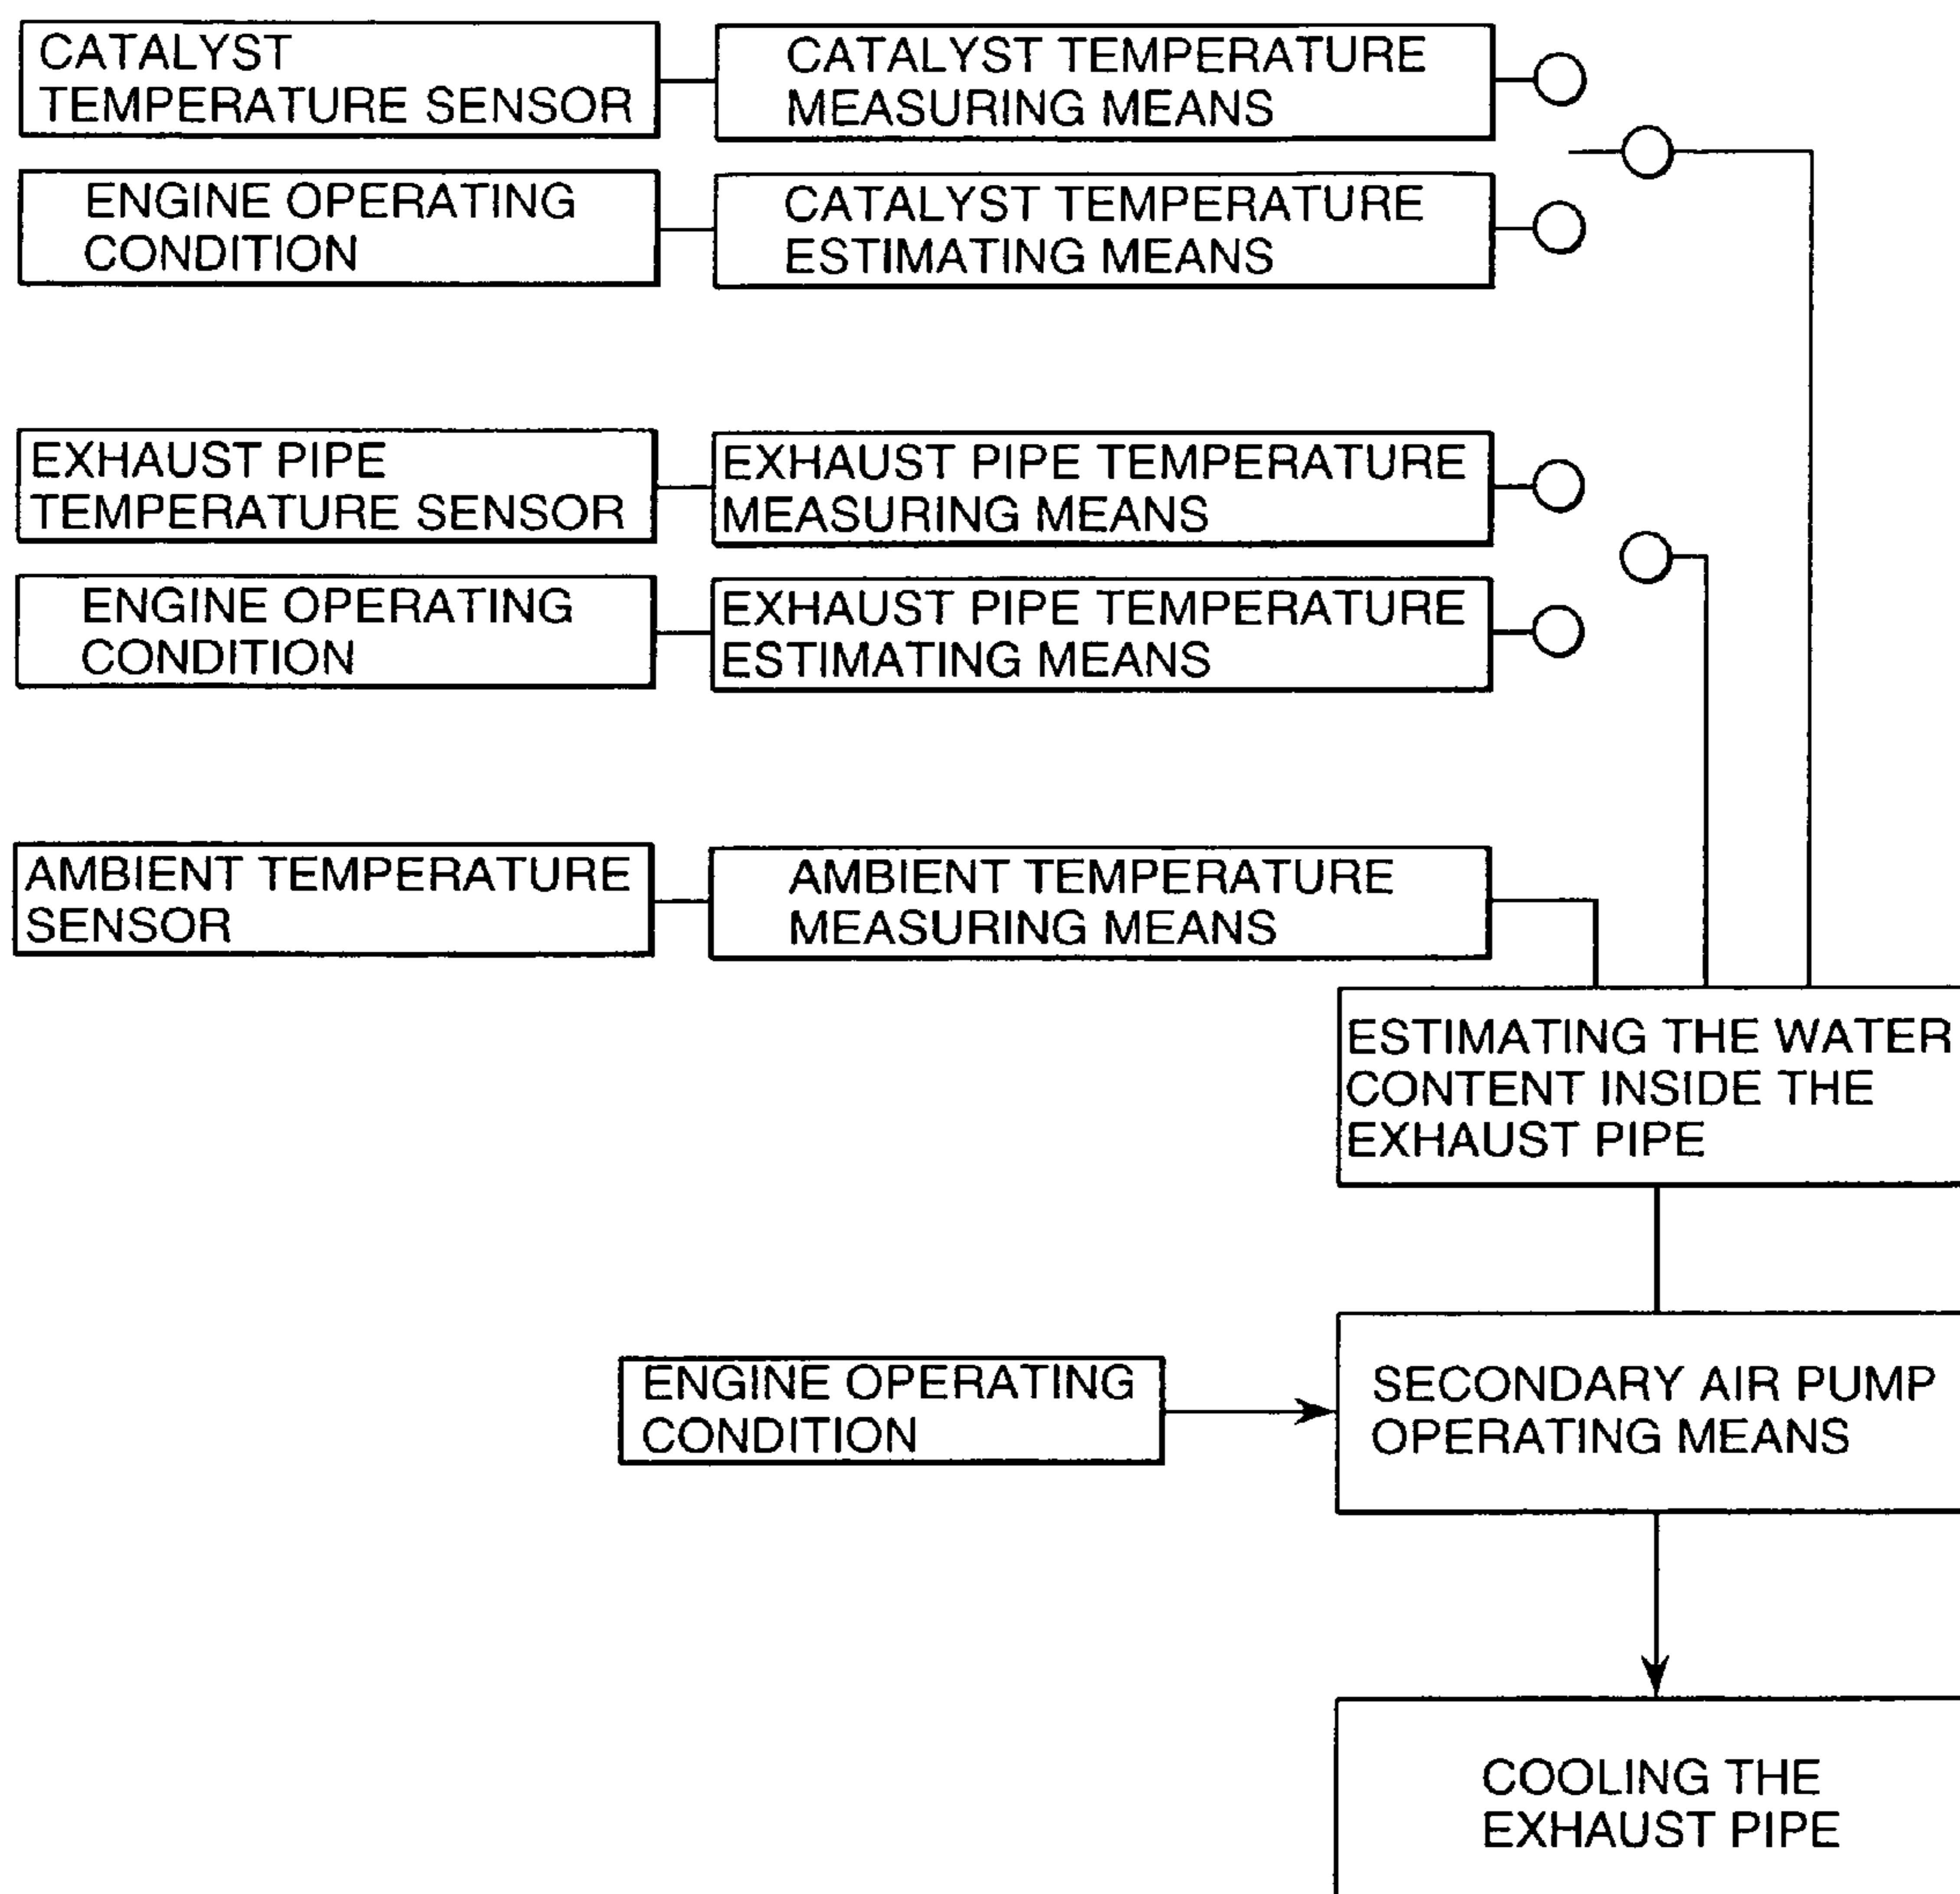 CATALYST
TEMPERATURE SENSOR
CATALYST TEMPERATURE
MEASURING MEANS
ENGINE OPERATING
CONDITION
CATALYST TEMPERATURE
ESTIMATING MEANS
EXHAUST PIPE
TEMPERATURE SENSOR
EXHAUST PIPE TEMPERATURE
MEASURING MEANS
ENGINE OPERATING
CONDITION
EXHAUST PIPE TEMPERATURE
ESTIMATING MEANS
AMBIENT TEMPERATURE
SENSOR
AMBIENT TEMPERATURE
MEASURING MEANS
ESTIMATING THE WATER
CONTENT INSIDE THE
EXHAUST PIPE
ENGINE OPERATING
CONDITION
SECONDARY AIR PUMP
OPERATING MEANS
COOLING THE
EXHAUST PIPE